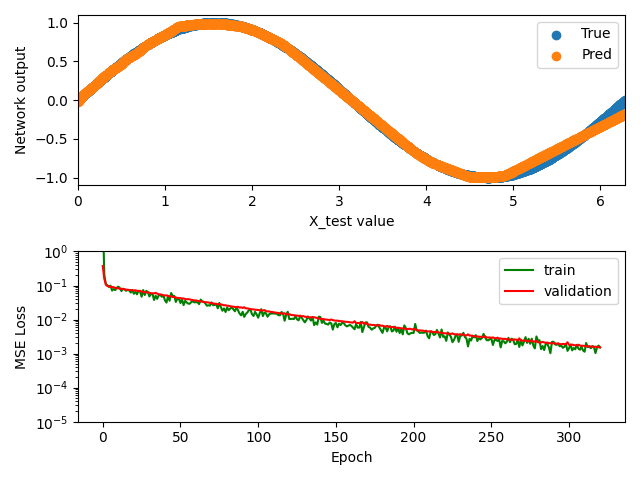 1.0
0.5
0.0
−0.5
−1.0
Network output
True
Pred
0 1 2 3 4 5 6
X_test value
10^0
10^−1
10^−2
10^−3
10^−4
10^−5
MSE Loss
train
validation
0 50 100 150 200 250 300
Epoch